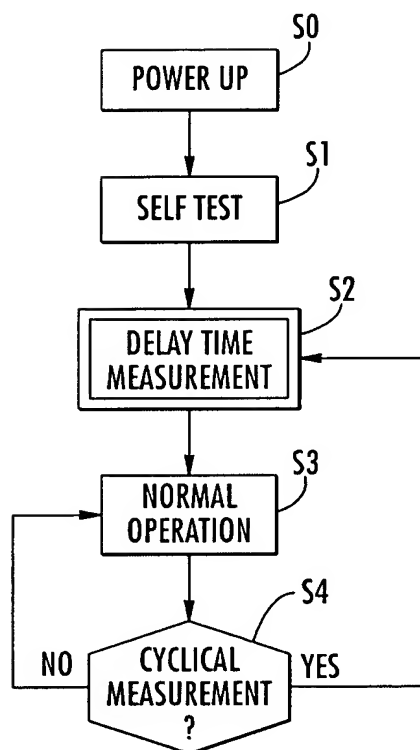 S0
POWER UP
S1
SELF TEST
S2
DELAY TIME
MEASUREMENT
S3
NORMAL
OPERATION
S4
NO
CYCLICAL
YES
MEASUREMENT
?